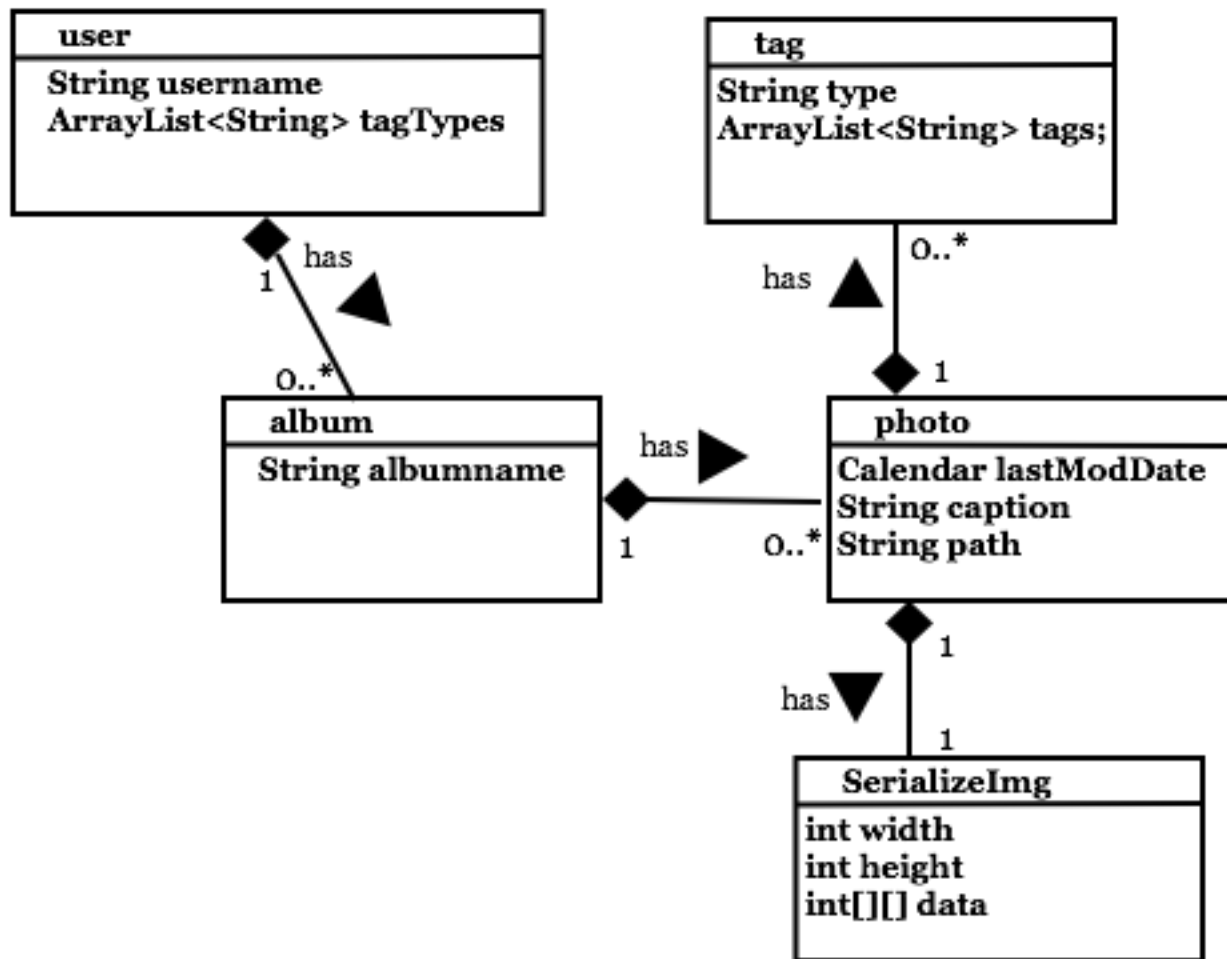 user
String username
ArrayList<String> tagTypes
tag
String type
ArrayList<String> tags;
has
1
0..*
has
0..*
1
album
String albumname
has
1
0..*
photo
Calendar lastModDate
String caption
String path
has
1
1
SerializeImg
int width
int height
int[][] data